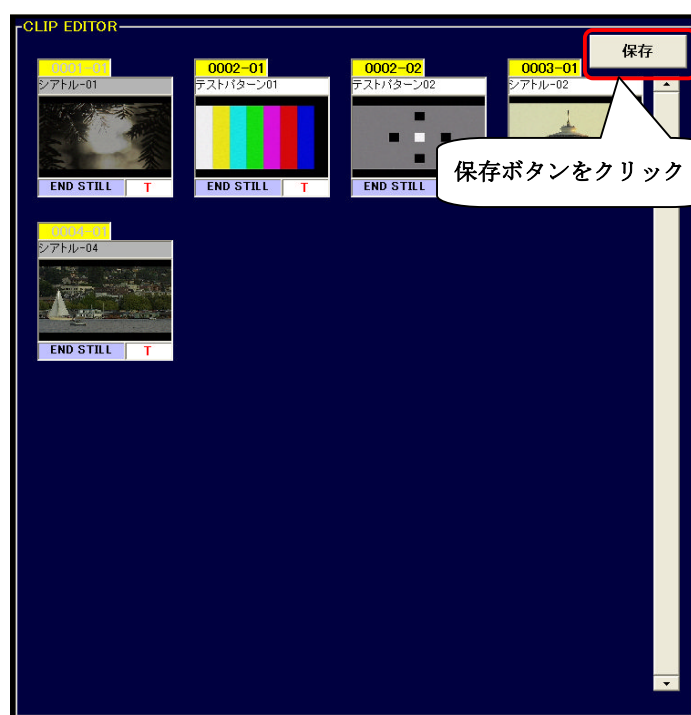 CLIP EDITOR
保存
0001-01
0002-01
0002-02
0003-01
シアトル-01
テストパターン01
テストパターン02
シアトル-02
保存ボタンをクリック
END STILL T
END STILL T
END STILL
0004-01
シアトル-04
END STILL T